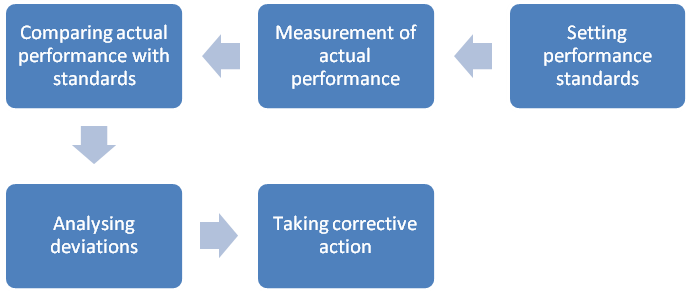 Setting
performance
standards
Measurement of
actual
performance
Comparing actual
performance with
standards
Analysing
deviations
Taking corrective
action